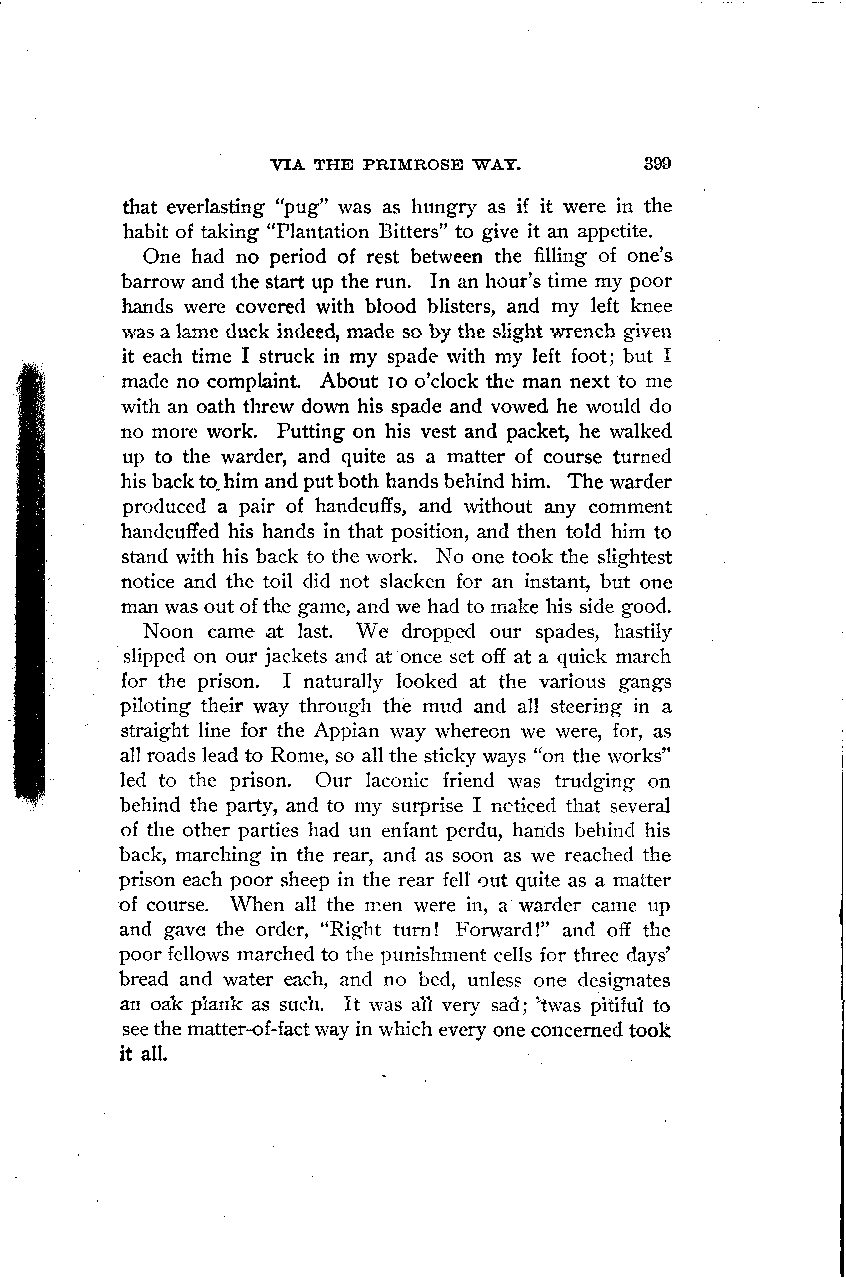 VIA THE PRIMROSE WAY. 399
that everlasting "pug" was as hungry as if it were in the
habit of taking "Plantation Bitters" to give it an appetite.
One had no period of rest between the filling of one's
barrow and the start up the run. In an hour's time my poor
hands were covered with blood blisters, and my left knee
was a lame duck indeed, made so by the slight wrench given
it each time I struck in my spade with my left foot; but I
made no complaint. About 10 o'clock the man next to me
with an oath threw down his spade and vowed he would do
no more work. Putting on his vest and packet, he walked
up to the warder, and quite as a matter of course turned
his back to him and put both hands behind him. The warder
produced a pair of handcuffs, and without any comment
handcuffed his hands in that position, and then told him to
stand with his back to the work. No one took the slightest
notice and the toil did not slacken for an instant, but one
man was out of the game, and we had to make his side good.
Noon came at last. We dropped our spades, hastily
slipped on our jackets and at once set off at a quick march
for the prison. I naturally looked at the various gangs
piloting their way through the mud and all steering in a
straight line for the Appian way whereon we were, for, as
all roads lead to Rome, so all the sticky ways "on the works"
led to the prison. Our laconic friend was trudging on
behind the party, and to my surprise I noticed that several
of the other parties had un enfant perdu, hands behind his
back, marching in the rear, and as soon as we reached the
prison each poor sheep in the rear fell out quite as a matter
of course. When all the men were in, a warder came up
and gave the order, "Right turn! Forward!" and off the
poor fellows marched to the punishment cells for three days'
bread and water each, and no bed, unless one designates
an oak plank as such. It was all very sad; 'twas pitiful to
see the matter-of-fact way in which every one concerned took
it all.